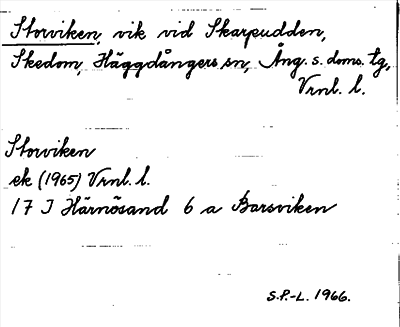 Storviken, vik vid Skarpudden,
Skedom, Häggdångers sn, Ång. s. doms. tg,
Vrnl. l.
Storviken
ek (1965) Vrnl. l.
17 I Härnösand 6 a Barsviken
S.P.-L. 1966.